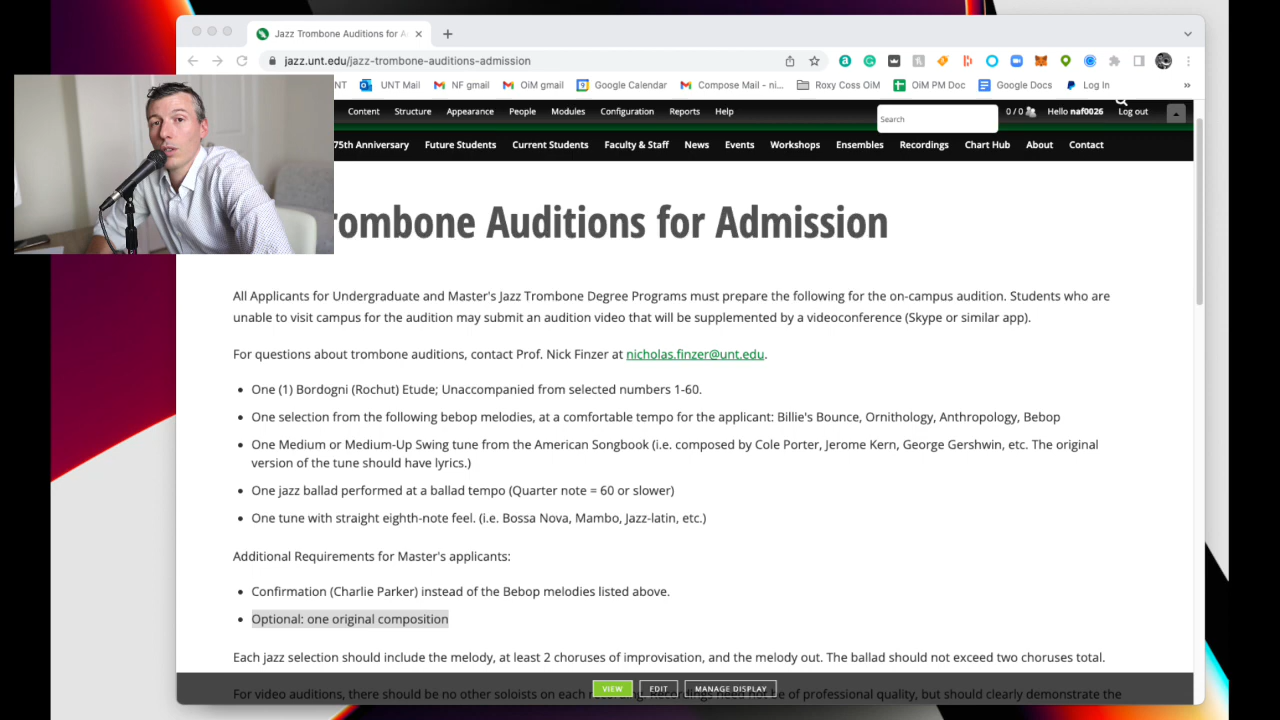 Jazz Trombone Auditions for A
jazz.unt.edu/jazz-trombone-auditions-admission
NT UNT Mail NF gmail OiM gmail Google Calendar Compose Mail - ni... Roxy Coss OiM OiM PM Doc Google Docs Log In »
Content Structure Appearance People Modules Configuration Reports Help Search 0 / 0 Hello naf0026 Log out
75th Anniversary Future Students Current Students Faculty & Staff News Events Workshops Ensembles Recordings Chart Hub About Contact
rombone Auditions for Admission
All Applicants for Undergraduate and Master's Jazz Trombone Degree Programs must prepare the following for the on-campus audition. Students who are
unable to visit campus for the audition may submit an audition video that will be supplemented by a videoconference (Skype or similar app).
For questions about trombone auditions, contact Prof. Nick Finzer at nicholas.finzer@unt.edu.
• One (1) Bordogni (Rochut) Etude; Unaccompanied from selected numbers 1-60.
• One selection from the following bebop melodies, at a comfortable tempo for the applicant: Billie's Bounce, Ornithology, Anthropology, Bebop
• One Medium or Medium-Up Swing tune from the American Songbook (i.e. composed by Cole Porter, Jerome Kern, George Gershwin, etc. The original
version of the tune should have lyrics.)
• One jazz ballad performed at a ballad tempo (Quarter note = 60 or slower)
• One tune with straight eighth-note feel. (i.e. Bossa Nova, Mambo, Jazz-latin, etc.)
Additional Requirements for Master's applicants:
• Confirmation (Charlie Parker) instead of the Bebop melodies listed above.
• Optional: one original composition
Each jazz selection should include the melody, at least 2 choruses of improvisation, and the melody out. The ballad should not exceed two choruses total.
For video auditions, there should be no other soloists on each recording. Recordings need not be of professional quality, but should clearly demonstrate the
VIEW EDIT MANAGE DISPLAY